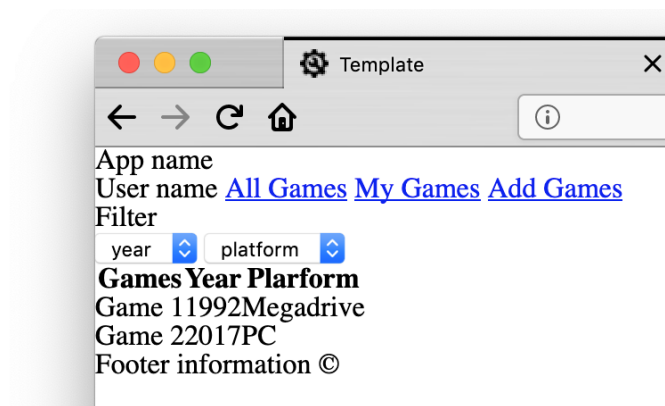 Template
App name
User name All Games My Games Add Games
Filter
year platform
Games Year Plarform
Game 11992Megadrive
Game 22017PC
Footer information ©